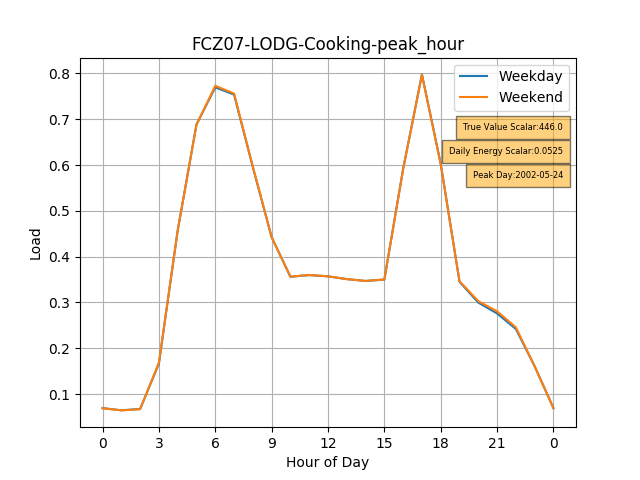 FCZ07-LODG-Cooking-peak_hour
Weekday
Weekend
True Value Scalar:446.0
Daily Energy Scalar:0.0525
Peak Day:2002-05-24
0.8
0.7
0.6
0.5
0.4
0.3
0.2
0.1
Load
0 3 6 9 12 15 18 21 0
Hour of Day